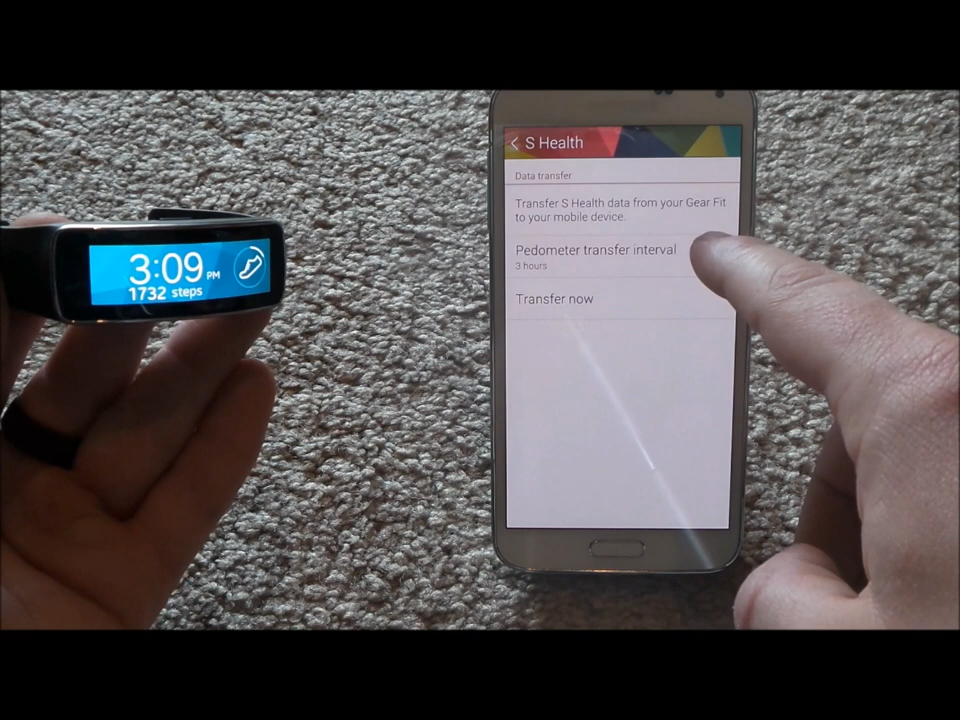 3:09 PM
1732 steps
S Health
Data transfer
Transfer S Health data from your Gear Fit
to your mobile device.
Pedometer transfer interval
3 hours
Transfer now